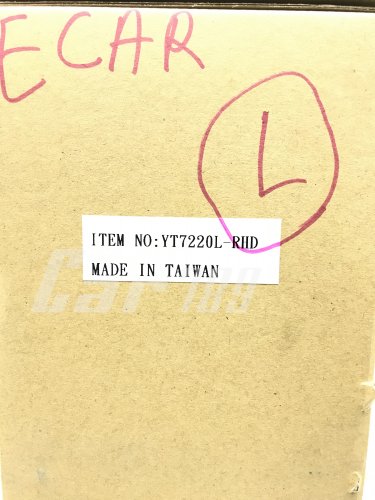 ECAR
L
ITEM NO:YT7220L-RHD
MADE IN TAIWAN